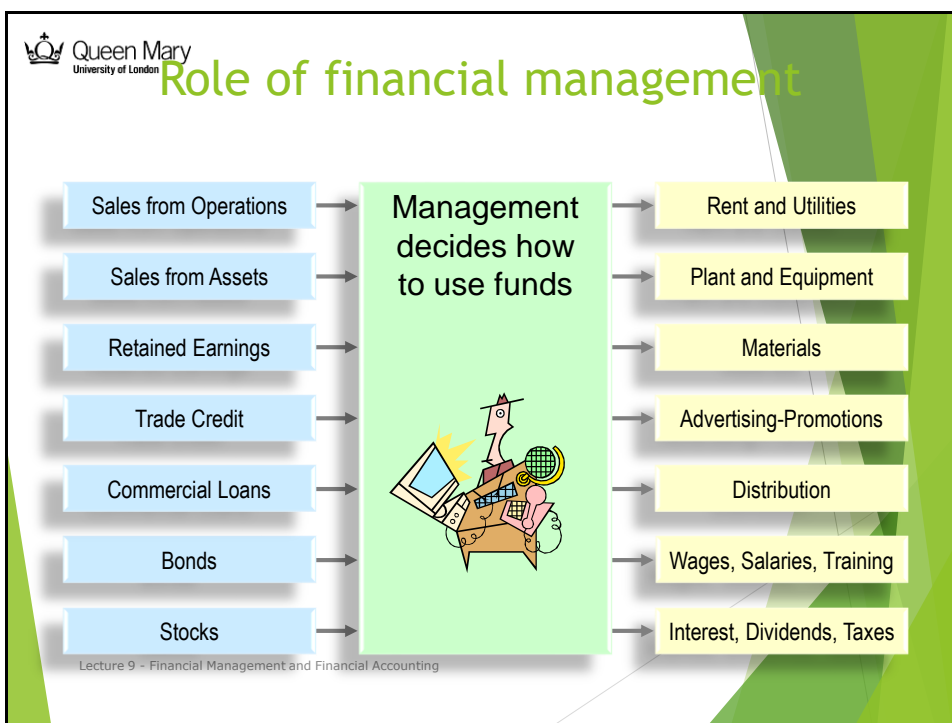 Queen Mary
University of London
Role of financial management
Sales from Operations
Sales from Assets
Retained Earnings
Trade Credit
Commercial Loans
Bonds
Stocks
Management
decides how
to use funds
Rent and Utilities
Plant and Equipment
Materials
Advertising-Promotions
Distribution
Wages, Salaries, Training
Interest, Dividends, Taxes
Lecture 9 - Financial Management and Financial Accounting